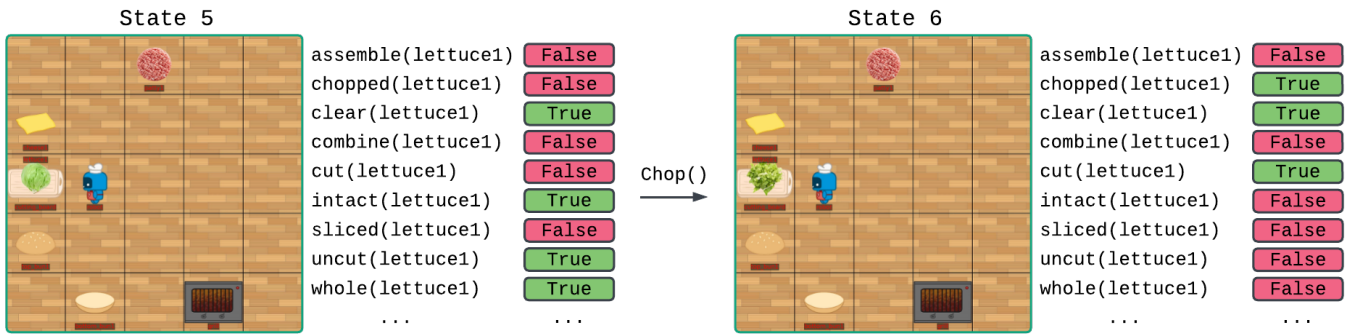 State 5
assemble(lettuce1) False
chopped(lettuce1) False
clear(lettuce1) True
combine(lettuce1) False
cut(lettuce1) False
intact(lettuce1) True
sliced(lettuce1) False
uncut(lettuce1) True
whole(lettuce1) True
... ...
Chop()
State 6
assemble(lettuce1) False
chopped(lettuce1) True
clear(lettuce1) True
combine(lettuce1) False
cut(lettuce1) True
intact(lettuce1) False
sliced(lettuce1) False
uncut(lettuce1) False
whole(lettuce1) False
... ...